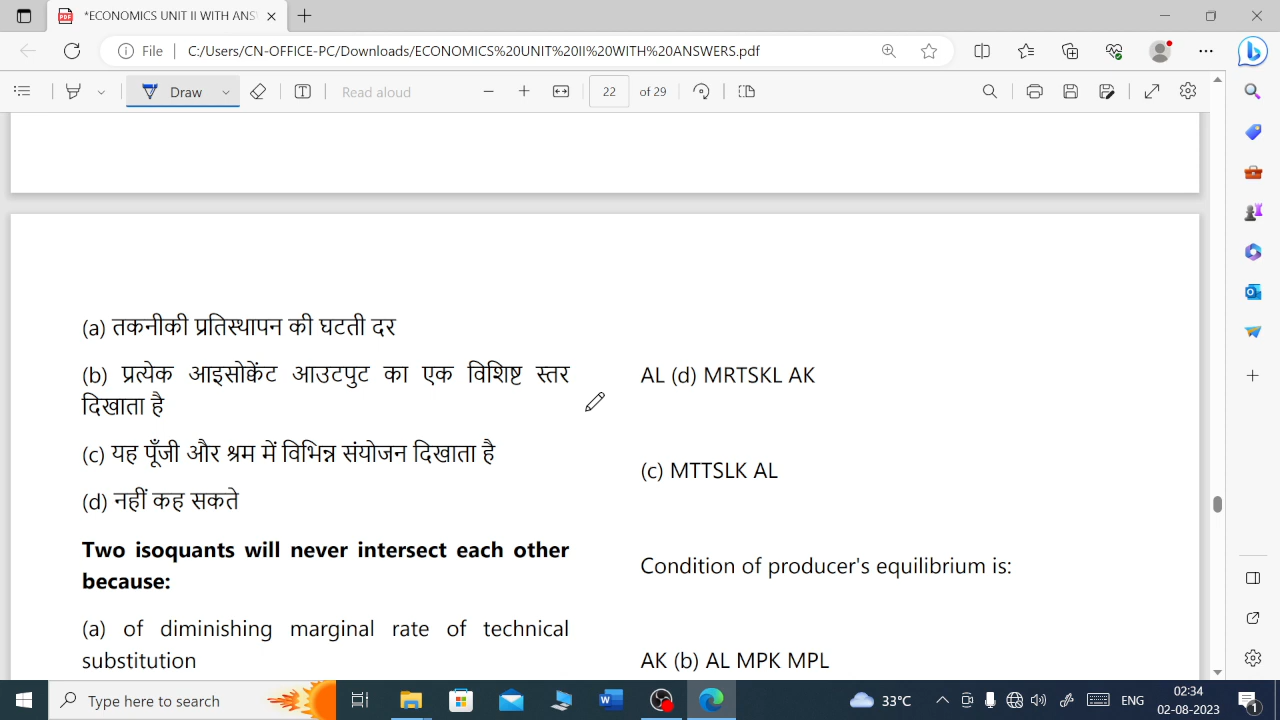 *ECONOMICS UNIT II WITH ANS
File
C:/Users/CN-OFFICE-PC/Downloads/ECONOMICS%20UNIT%20II%20WITH%20ANSWERS.pdf
Draw
Read aloud
22
of 29
(a) तकनीकी प्रतिस्थापन की घटती दर
(b) प्रत्येक आइसोक्वेंट आउटपुट का एक विशिष्ट स्तर
दिखाता है
(c) यह पूँजी और श्रम में विभिन्न संयोजन दिखाता है
(d) नहीं कह सकते
Two isoquants will never intersect each other
because:
(a) of diminishing marginal rate of technical
substitution
AL (d) MRTSKL AK
(c) MTTSLK AL
Condition of producer's equilibrium is:
AK (b) AL MPK MPL
Type here to search
33°C
ENG
02:34
02-08-2023
1